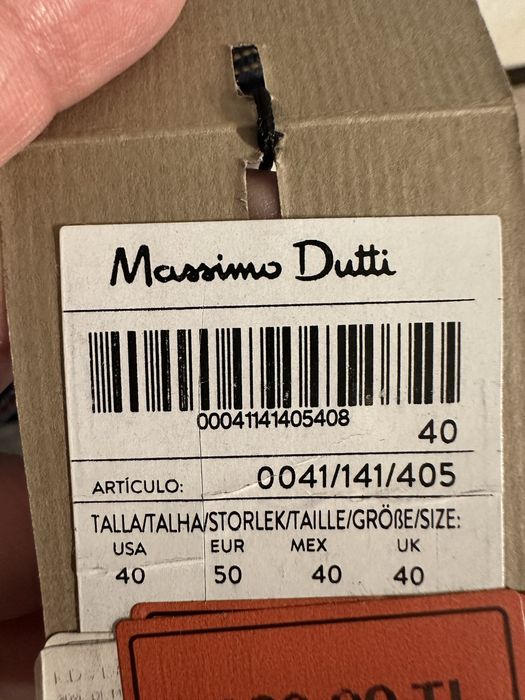 Massimo Dutti
00041141405408
40
ARTÍCULO: 0041/141/405
TALLA/TALHA/STORLEK/TAILLE/GRÖßE/SIZE:
USA EUR MEX UK
40 50 40 40
TL